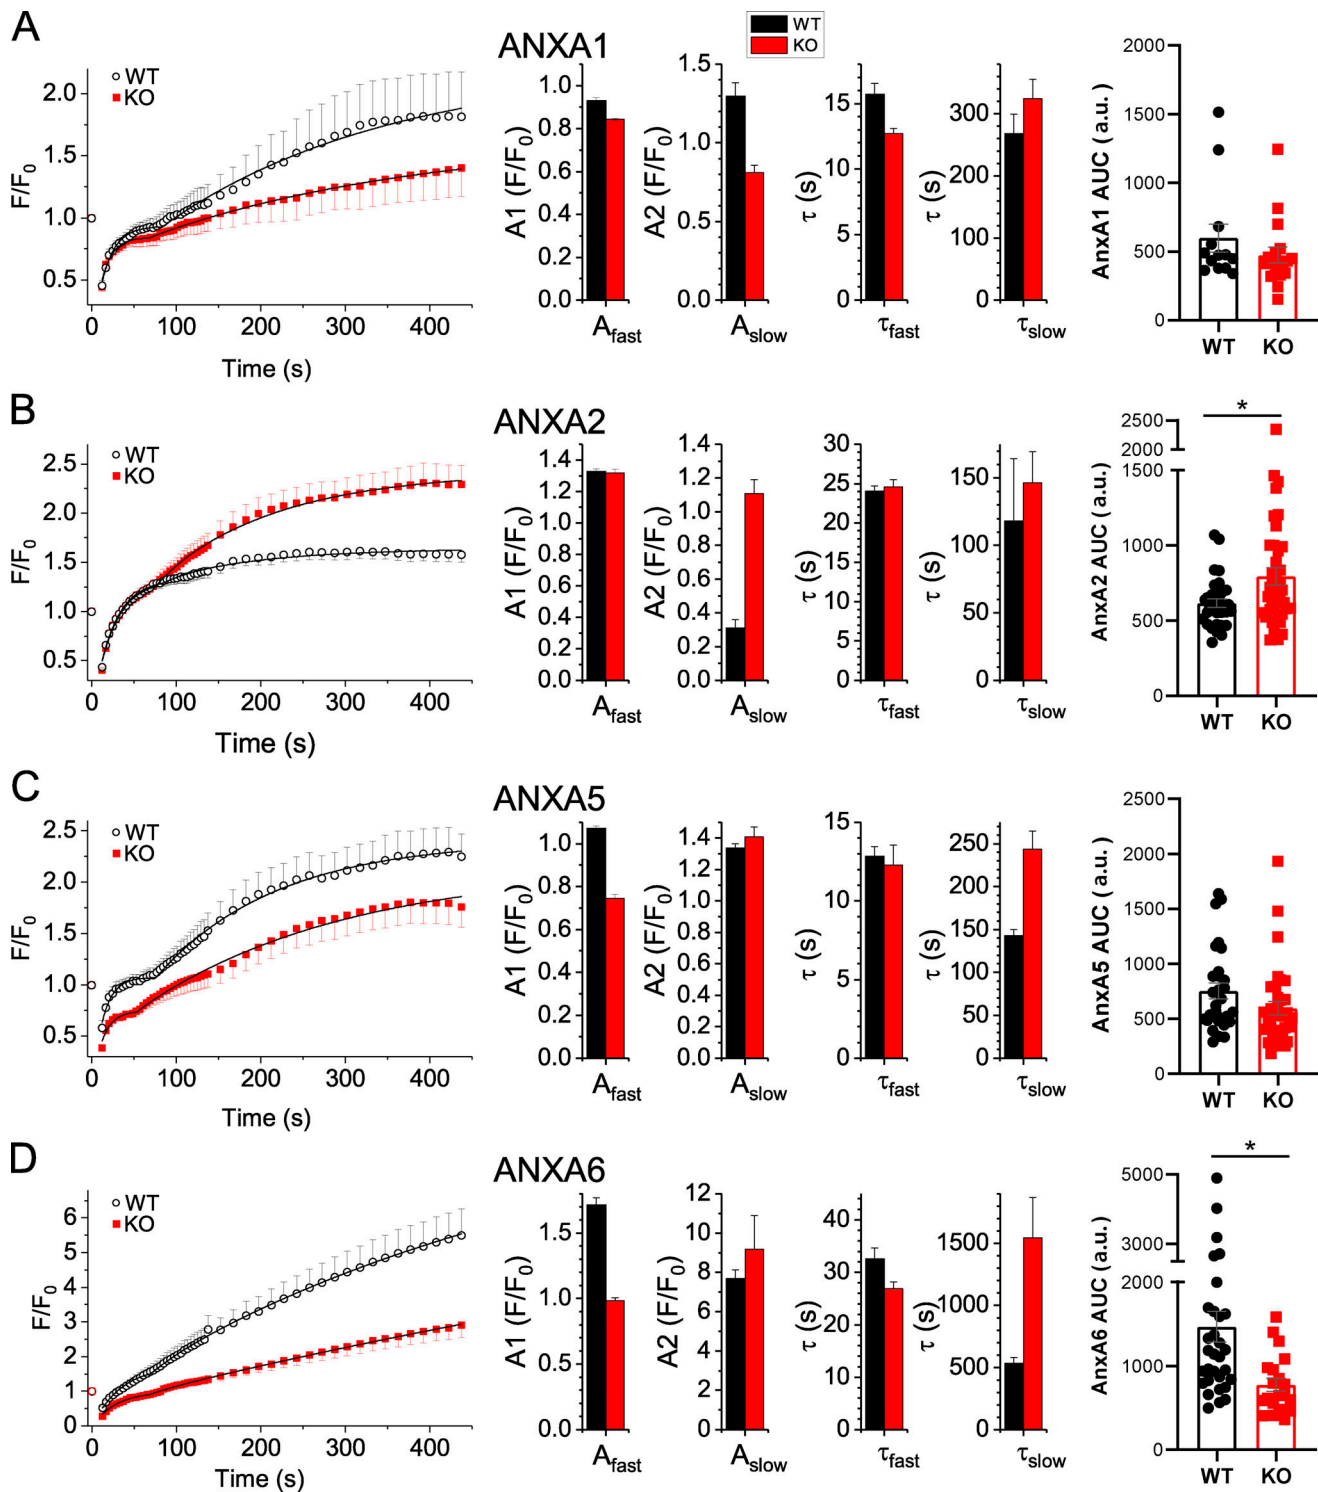 A
ANXA1
WT
KO
WT
KO
F/F0
2.0
1.5
1.0
0.5
0 100 200 300 400
Time (s)
A1 (F/F0)
1.0
0.8
0.6
0.4
0.2
0.0
Afast
A2 (F/F0)
1.5
1.2
0.9
0.6
0.3
0.0
Aslow
τ (s)
15
10
5
0
τfast
τ (s)
300
200
100
0
τslow
AnxA1 AUC (a.u.)
2000
1500
1000
500
0
WT KO
B
ANXA2
WT
KO
F/F0
2.5
2.0
1.5
1.0
0.5
0 100 200 300 400
Time (s)
A1 (F/F0)
1.4
1.2
1.0
0.8
0.6
0.4
0.2
0.0
Afast
A2 (F/F0)
1.4
1.2
1.0
0.8
0.6
0.4
0.2
0.0
Aslow
τ (s)
30
25
20
15
10
5
0
τfast
τ (s)
150
100
50
0
τslow
AnxA2 AUC (a.u.)
*
2500
2000
1500
1000
500
0
WT KO
C
ANXA5
WT
KO
F/F0
2.5
2.0
1.5
1.0
0.5
0 100 200 300 400
Time (s)
A1 (F/F0)
1.0
0.8
0.6
0.4
0.2
0.0
Afast
A2 (F/F0)
1.4
1.2
1.0
0.8
0.6
0.4
0.2
0.0
Aslow
τ (s)
15
10
5
0
τfast
τ (s)
250
200
150
100
50
0
τslow
AnxA5 AUC (a.u.)
2500
2000
1500
1000
500
0
WT KO
D
ANXA6
WT
KO
F/F0
6
5
4
3
2
1
0
0 100 200 300 400
Time (s)
A1 (F/F0)
1.5
1.0
0.5
0.0
Afast
A2 (F/F0)
12
10
8
6
4
2
0
Aslow
τ (s)
40
30
20
10
0
τfast
τ (s)
1500
1000
500
0
τslow
AnxA6 AUC (a.u.)
*
5000
3000
2000
1000
0
WT KO